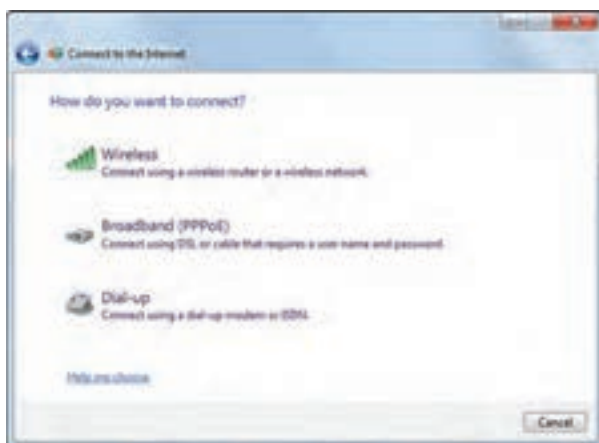 Connect to the Internet
How do you want to connect?
Wireless
Connect using a wireless router or a wireless network.
Broadband (PPPoE)
Connect using DSL or cable that requires a user name and password.
Dial-up
Connect using a dial-up modem or ISDN.
Help me choose
Cancel